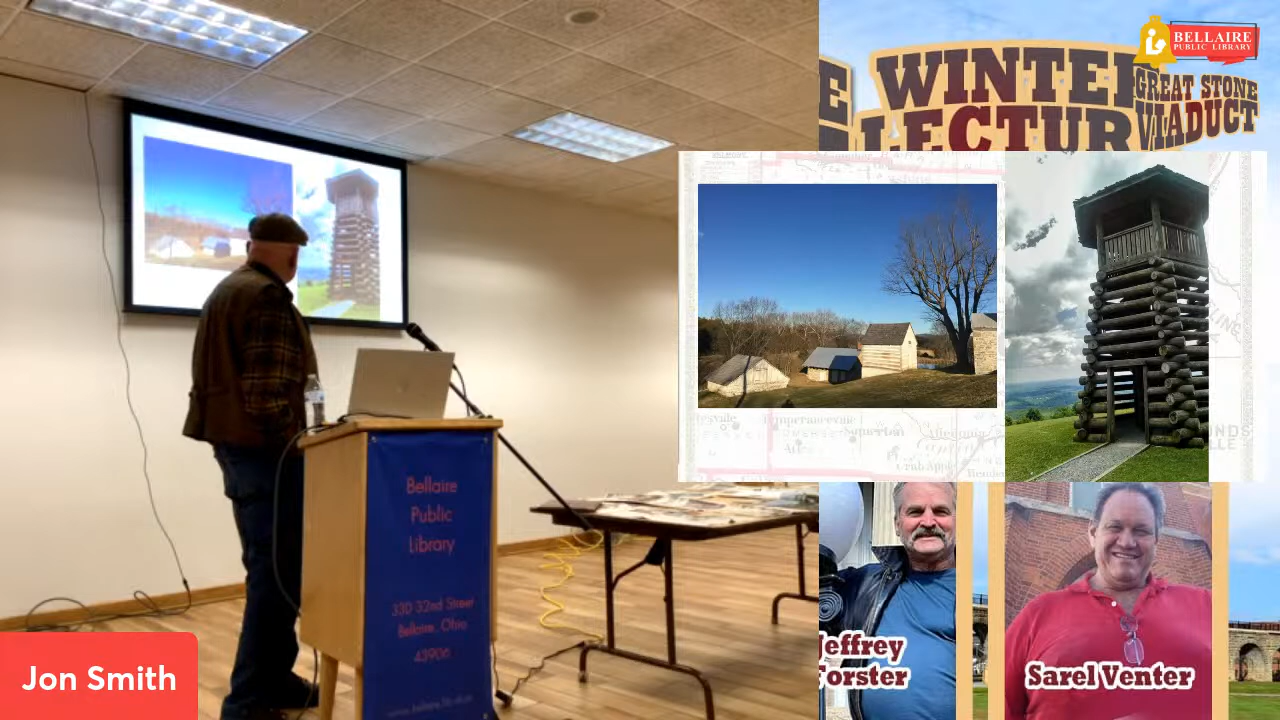 BELLAIRE
PUBLIC LIBRARY
E
WINTER
LECTUR
GREAT STONE
VIADUCT
Bellaire
Public
Library
330 32nd Street
Bellaire, Ohio
43906
Jon Smith
Jeffrey
Forster
Sarel Venter